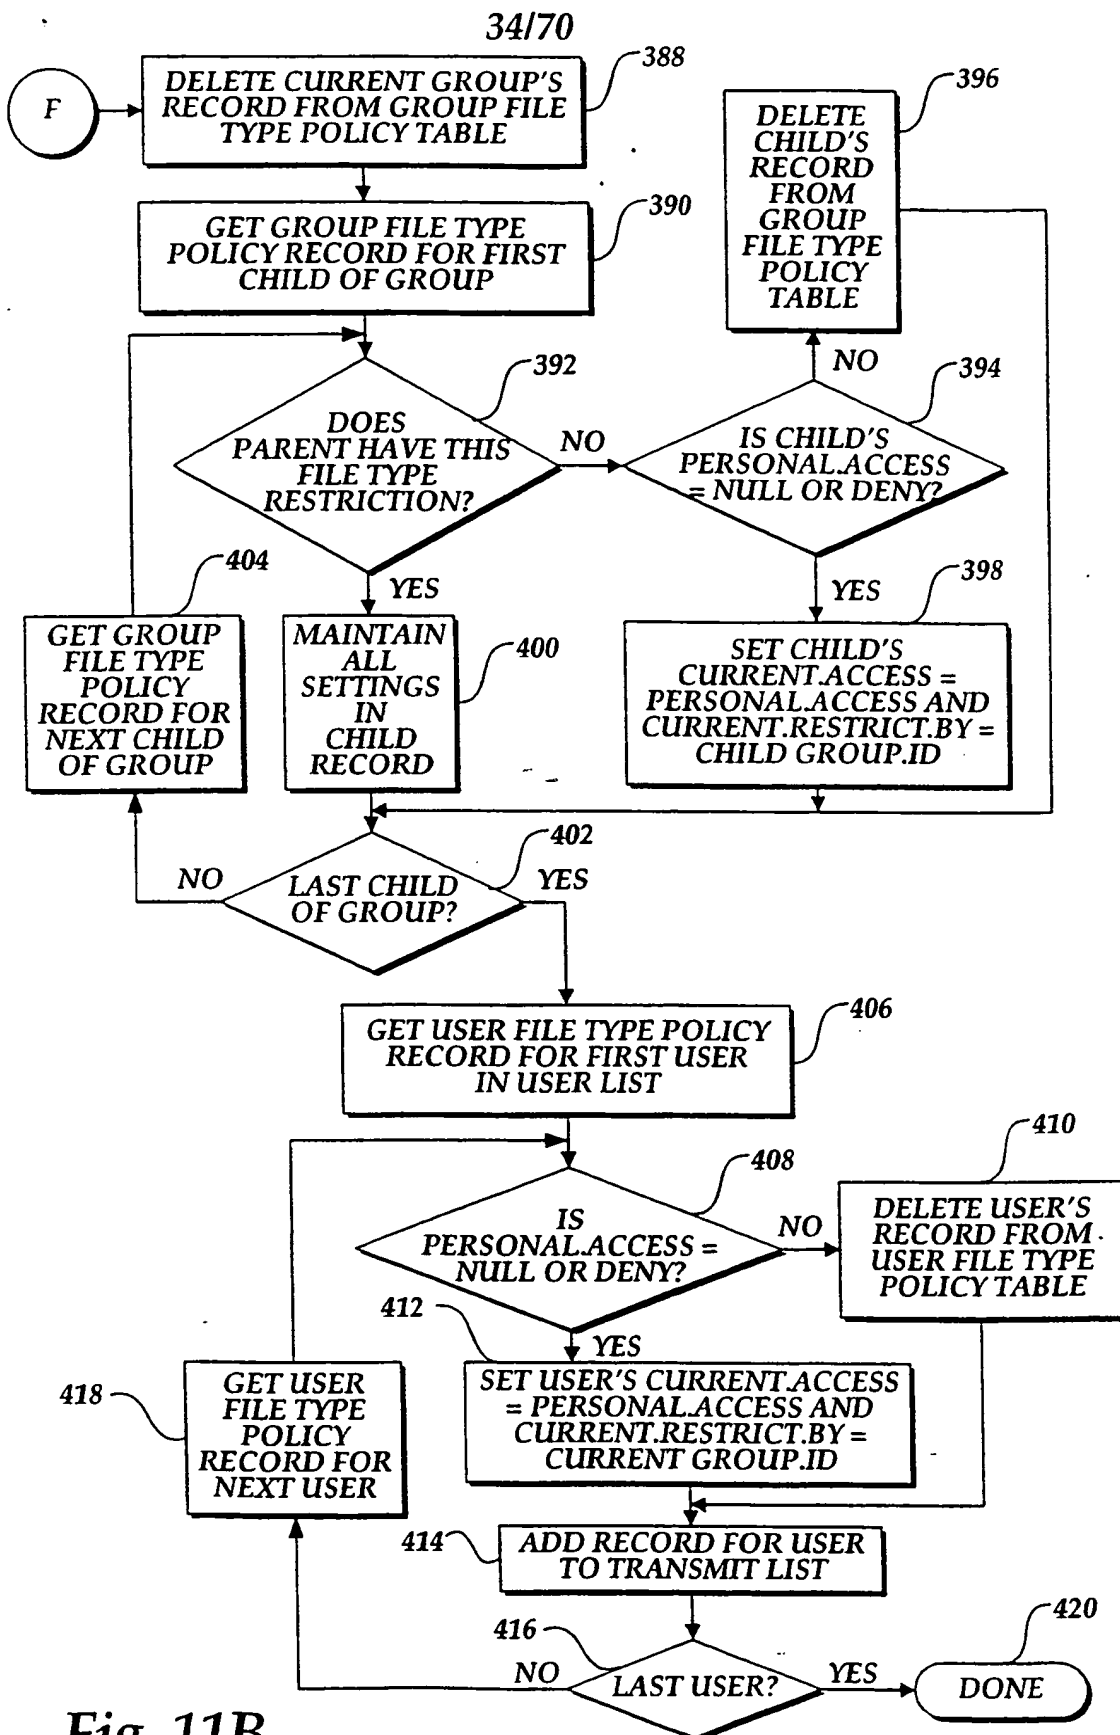 34/70
F
DELETE CURRENT GROUP'S
RECORD FROM GROUP FILE
TYPE POLICY TABLE
388
396
DELETE
CHILD'S
RECORD
FROM
GROUP
FILE TYPE
POLICY
TABLE
GET GROUP FILE TYPE
POLICY RECORD FOR FIRST
CHILD OF GROUP
390
392
DOES
PARENT HAVE THIS
FILE TYPE
RESTRICTION?
NO
NO
394
IS CHILD'S
PERSONAL.ACCESS
= NULL OR DENY?
YES
YES
398
404
GET GROUP
FILE TYPE
POLICY
RECORD FOR
NEXT CHILD
OF GROUP
MAINTAIN
ALL
SETTINGS
IN
CHILD
RECORD
400
SET CHILD'S
CURRENT.ACCESS =
PERSONAL.ACCESS AND
CURRENT.RESTRICT.BY =
CHILD GROUP.ID
402
NO
LAST CHILD
OF GROUP?
YES
406
GET USER FILE TYPE POLICY
RECORD FOR FIRST USER
IN USER LIST
408
IS
PERSONAL.ACCESS =
NULL OR DENY?
NO
410
DELETE USER'S
RECORD FROM
USER FILE TYPE
POLICY TABLE
412
YES
418
GET USER
FILE TYPE
POLICY
RECORD FOR
NEXT USER
SET USER'S CURRENT.ACCESS
= PERSONAL.ACCESS AND
CURRENT.RESTRICT.BY =
CURRENT GROUP.ID
414
ADD RECORD FOR USER
TO TRANSMIT LIST
416
NO
LAST USER?
YES
420
DONE
Fig. 11B